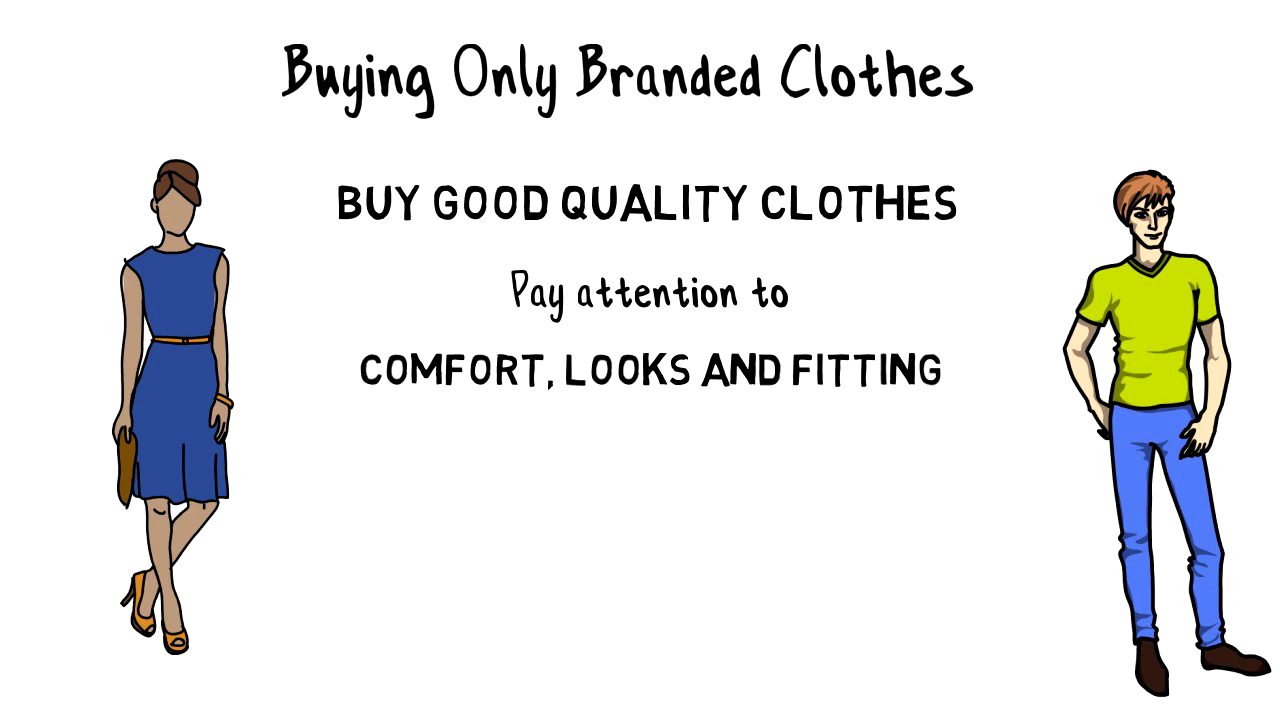 Buying Only Branded Clothes
BUY GOOD QUALITY CLOTHES
Pay attention to
COMFORT, LOOKS AND FITTING